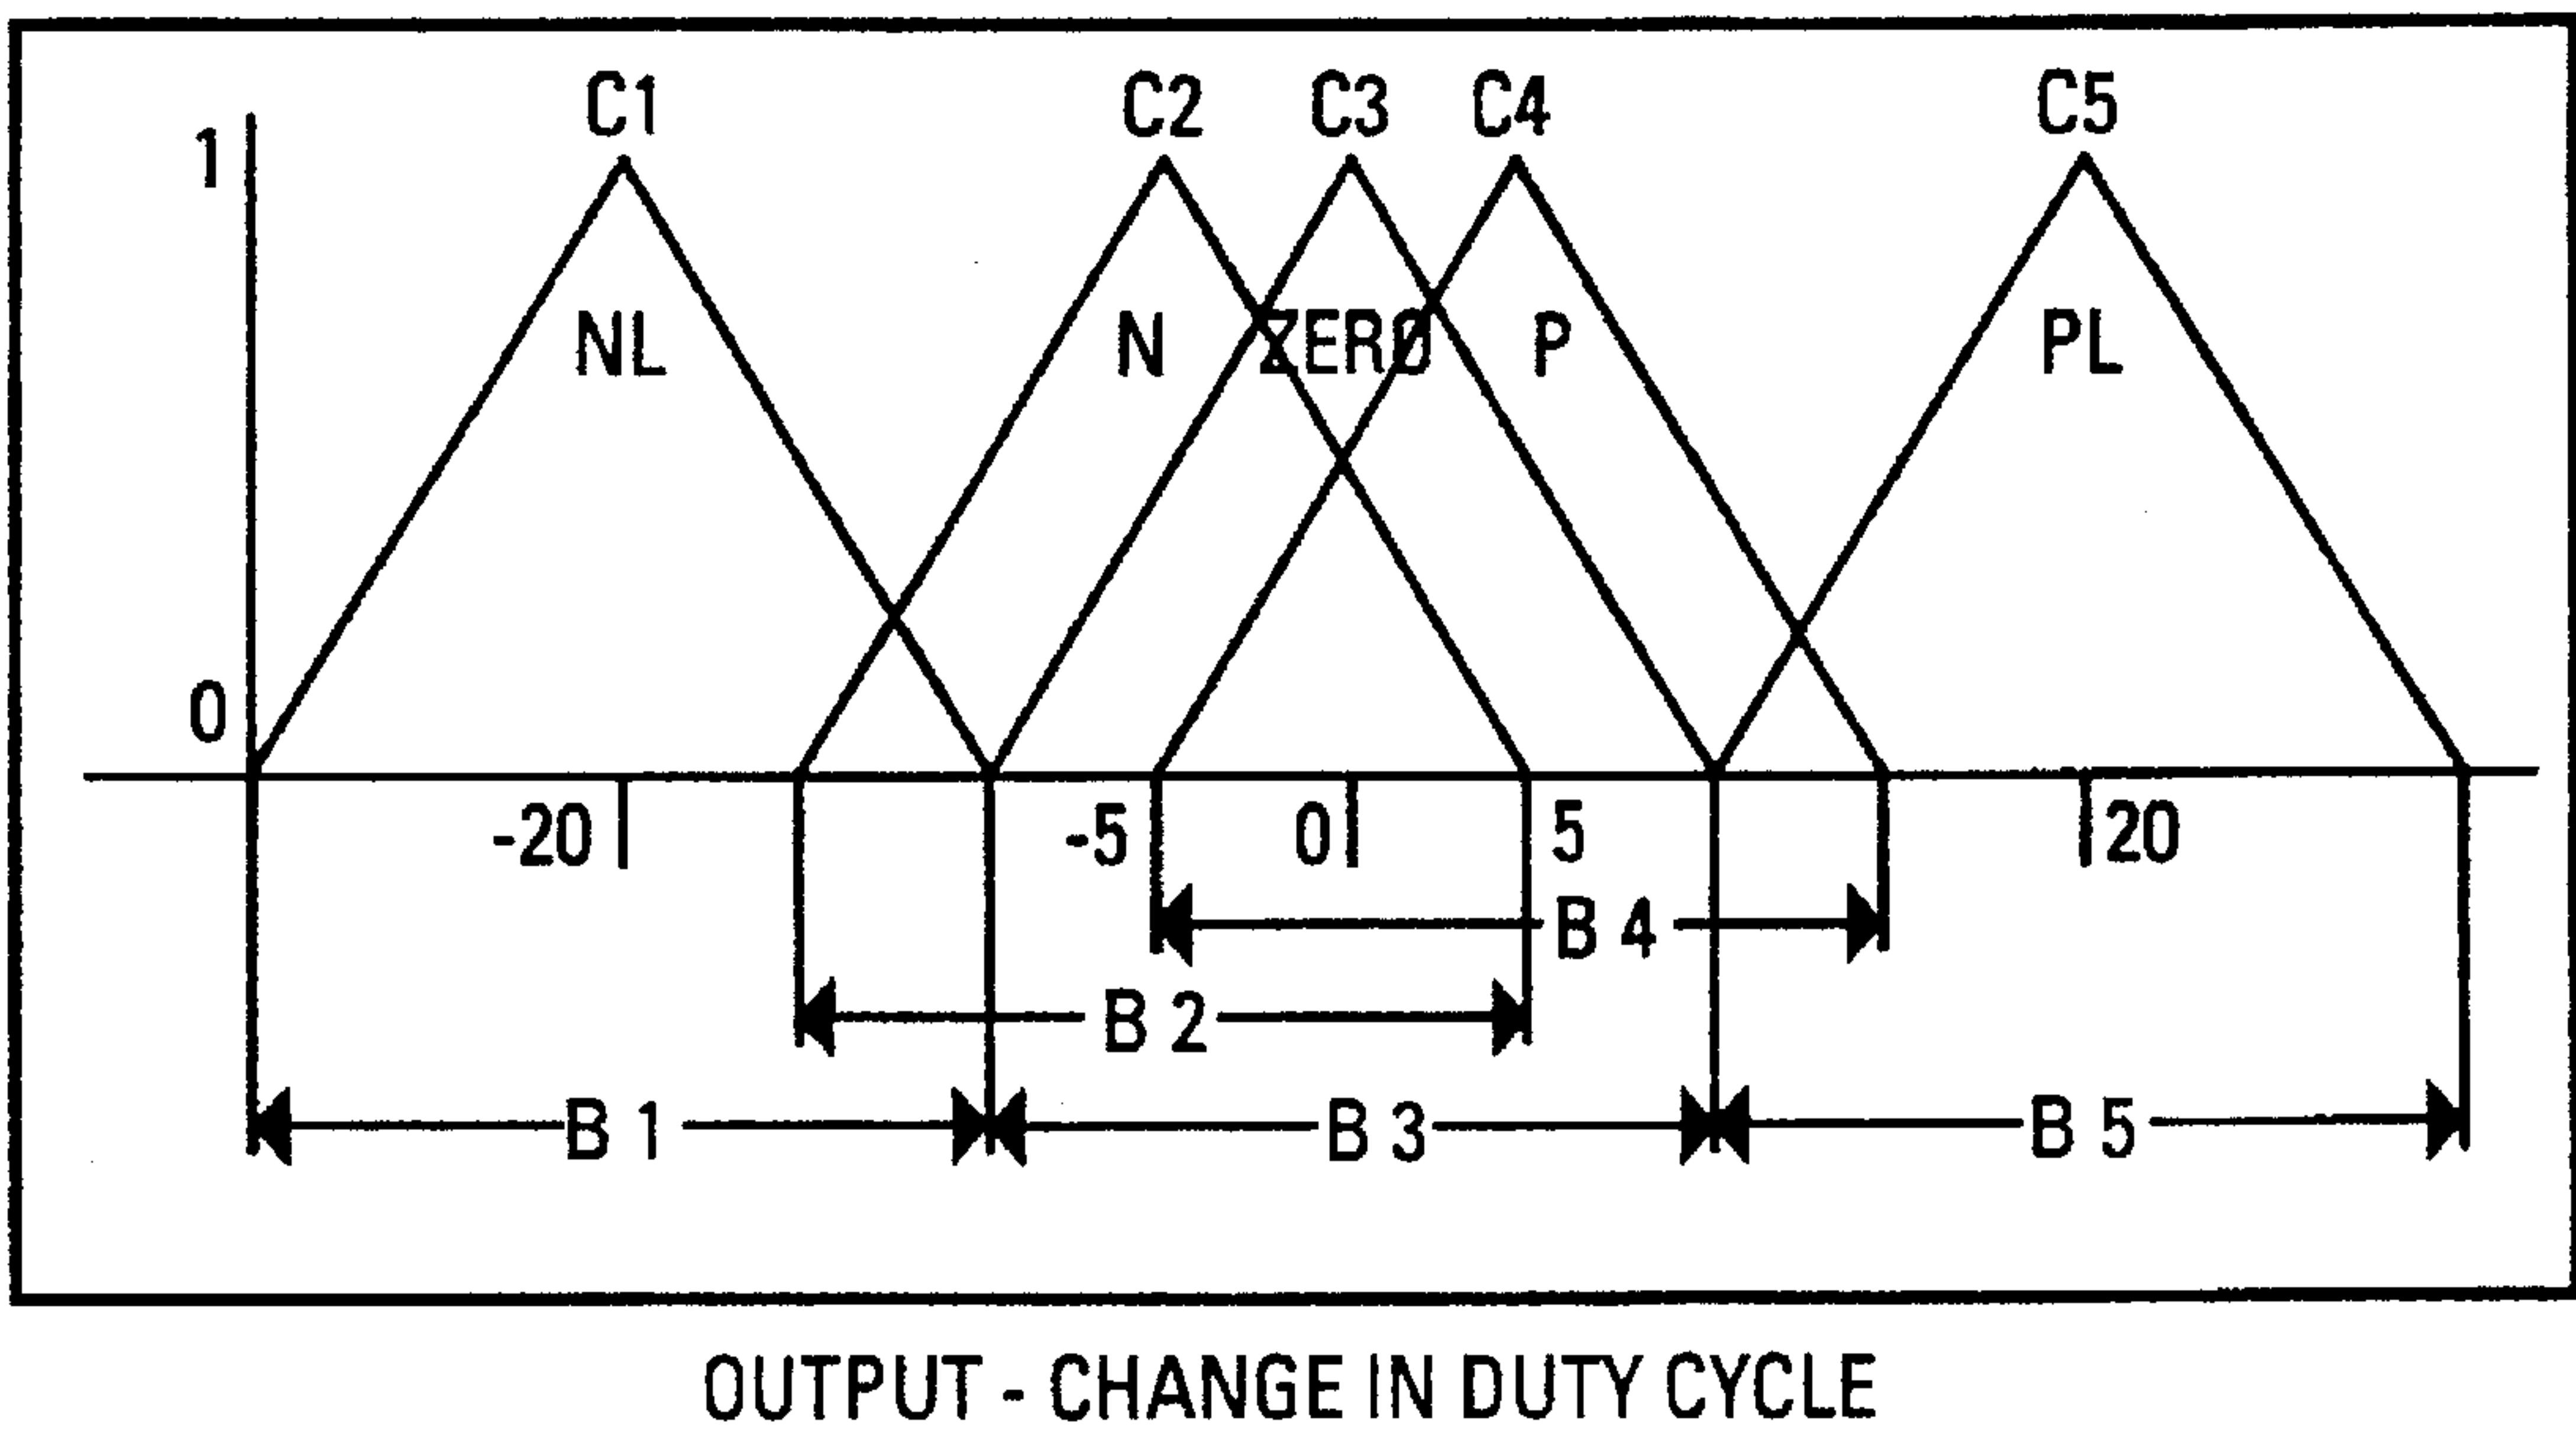 C1 C2 C3 C4 C5
1
NL N ZERO P PL
0
-20 -5 0 5 20
B 4
B 2
B 1 B 3 B 5
OUTPUT - CHANGE IN DUTY CYCLE